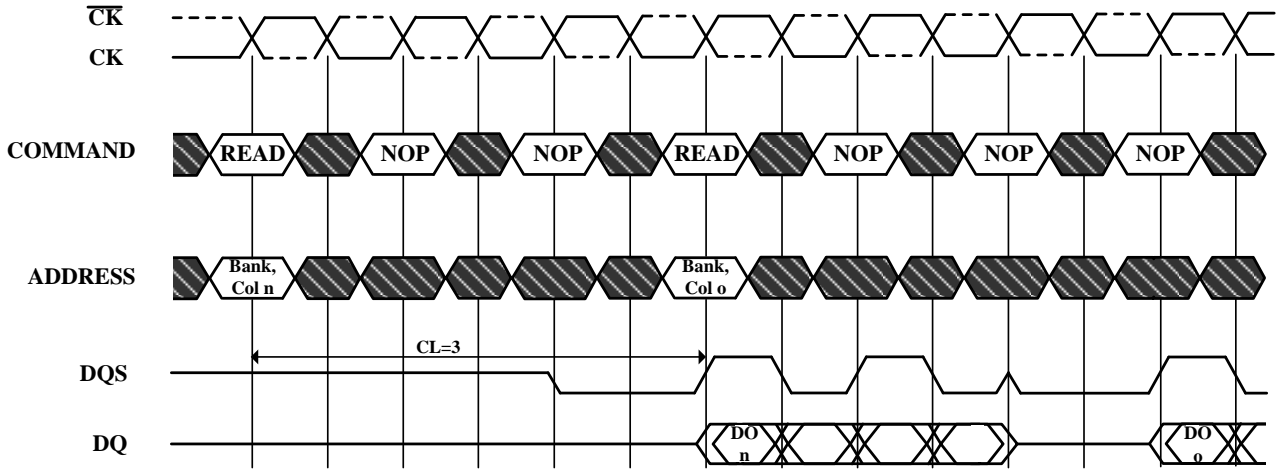 CK
CK
COMMAND READ NOP NOP READ NOP NOP NOP
ADDRESS Bank, Col n Bank, Col o
CL=3
DQS
DQ DO n DO o